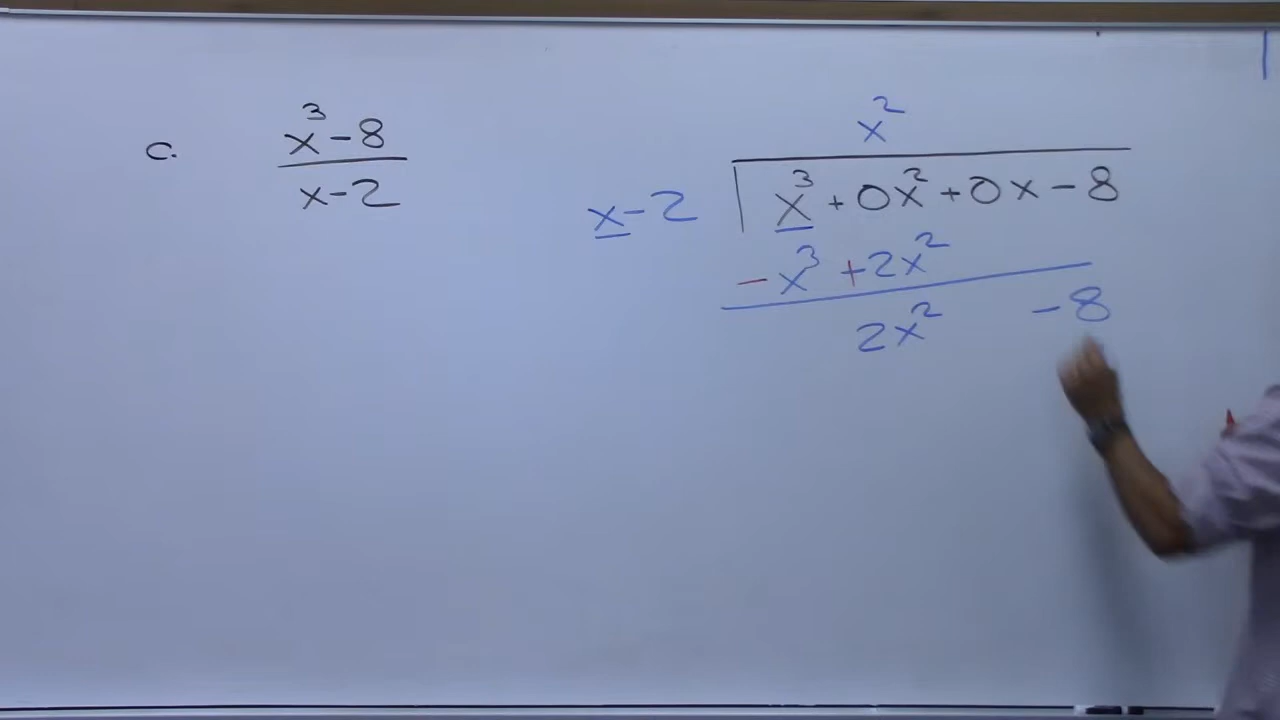 c. x³-8
x-2
x²
x-2 x³+0x²+0x-8
-x³+2x²
2x² -8